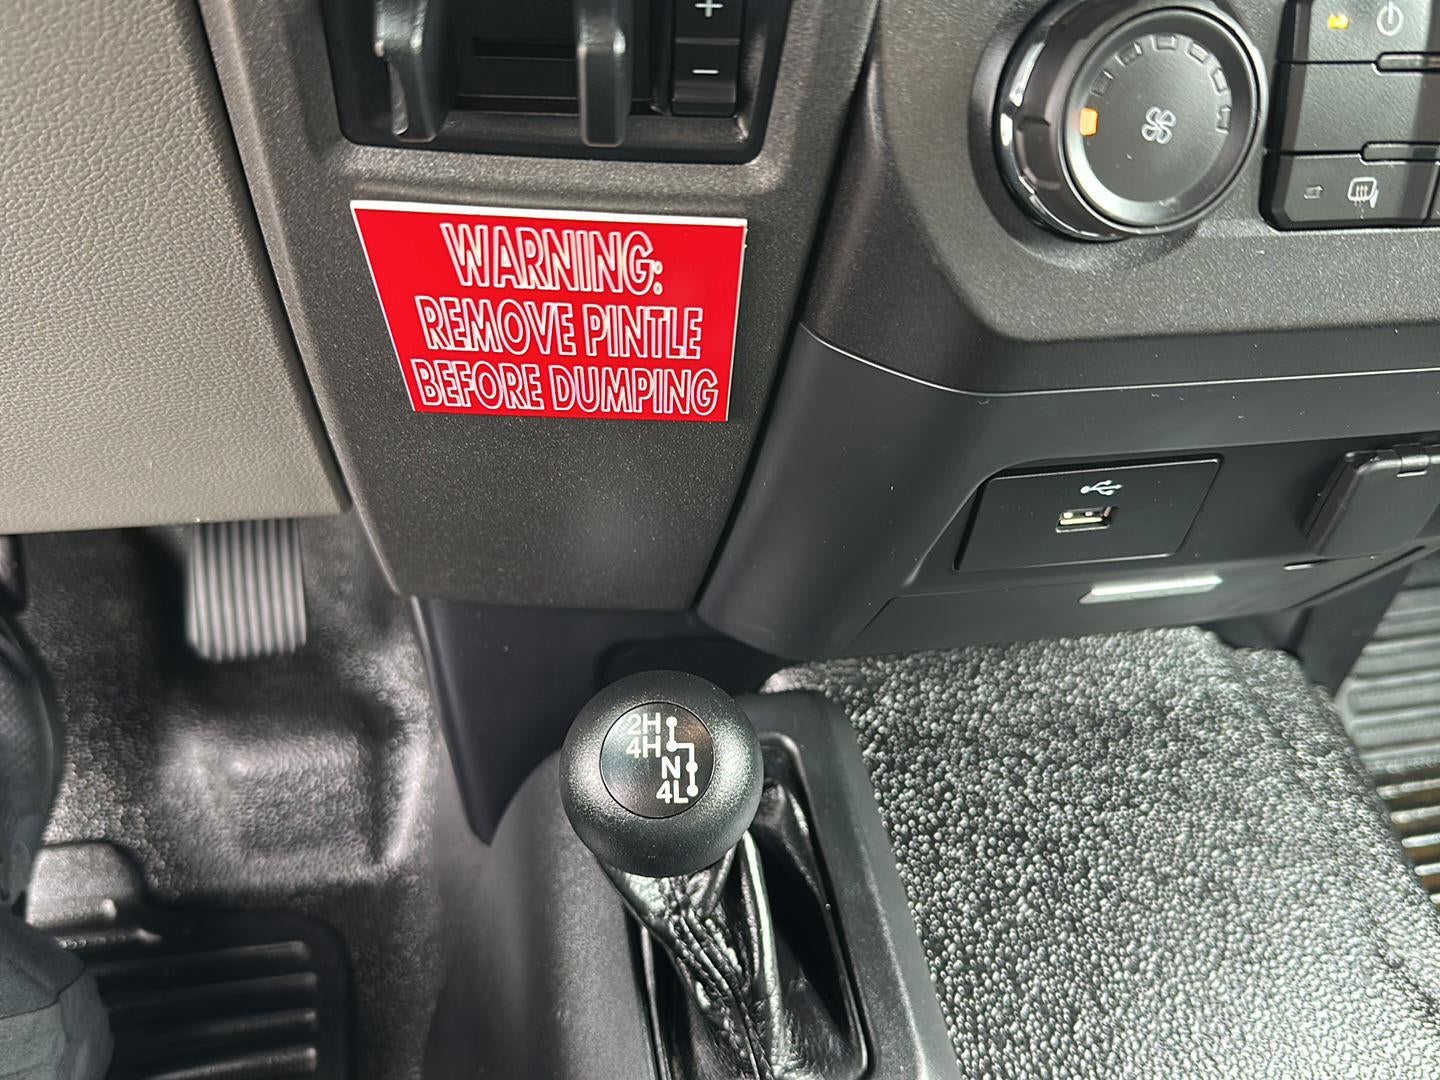 +
-
WARNING:
REMOVE PINTLE
BEFORE DUMPING
2H
4H
N
4L